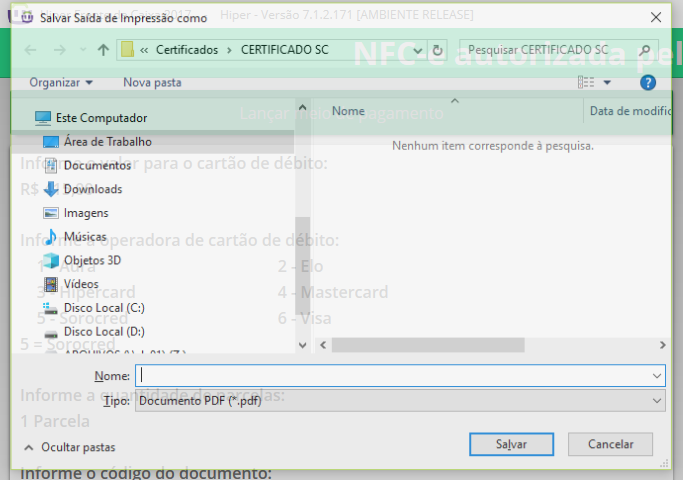 Salvar Saída de Impressão como
Hiper - Versão 7.1.2.171 [AMBIENTE RELEASE]
NFC-e autorizada pel
« Certificados › CERTIFICADO SC
Pesquisar CERTIFICADO SC
Organizar
Nova pasta
Lançar meio de pagamento
Este Computador
Nome
Data de modific
Área de Trabalho
Nenhum item corresponde à pesquisa.
Informe o valor para o cartão de débito:
Documentos
R$
Downloads
Imagens
Informe a operadora de cartão de débito:
Músicas
1 - Aura
2 - Elo
Objetos 3D
Vídeos
3 - Hipercard
4 - Mastercard
Disco Local (C:)
5 - Sorocred
6 - Visa
Disco Local (D:)
5 = Sorocred
Nome:
Informe a quantidade de parcelas:
Tipo:
Documento PDF (*.pdf)
1 Parcela
Ocultar pastas
Salvar
Cancelar
Informe o código do documento: